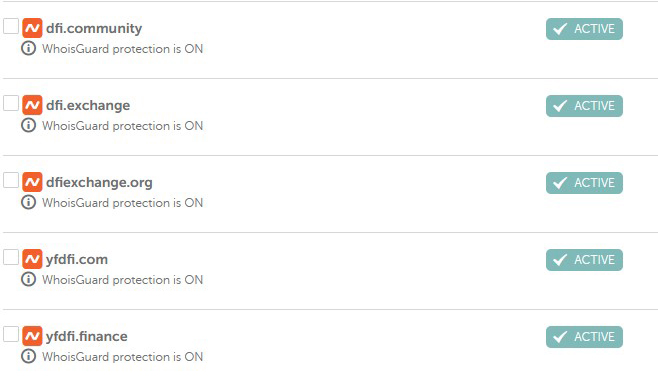 dfi.community
ACTIVE
WhoisGuard protection is ON
dfi.exchange
ACTIVE
WhoisGuard protection is ON
dfiexchange.org
ACTIVE
WhoisGuard protection is ON
yfdfi.com
ACTIVE
WhoisGuard protection is ON
yfdfi.finance
ACTIVE
WhoisGuard protection is ON